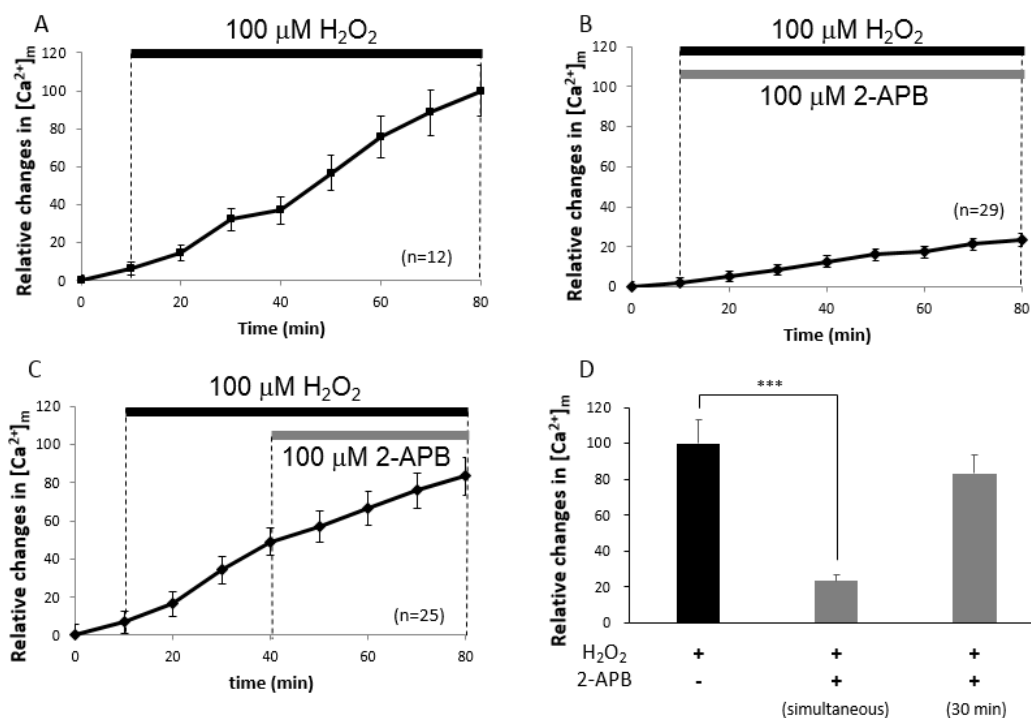 A
100 μM H₂O₂
Relative changes in [Ca²⁺]m
120
100
80
60
40
20
0
(n=12)
0 20 40 60 80
Time (min)
B
100 μM H₂O₂
100 μM 2-APB
Relative changes in [Ca²⁺]m
120
100
80
60
40
20
0
(n=29)
0 20 40 60 80
Time (min)
C
100 μM H₂O₂
100 μM 2-APB
Relative changes in [Ca²⁺]m
120
100
80
60
40
20
0
(n=25)
0 20 40 60 80
time (min)
D
***
Relative changes in [Ca²⁺]m
120
100
80
60
40
20
0
H₂O₂ + + +
2-APB - + +
(simultaneous) (30 min)